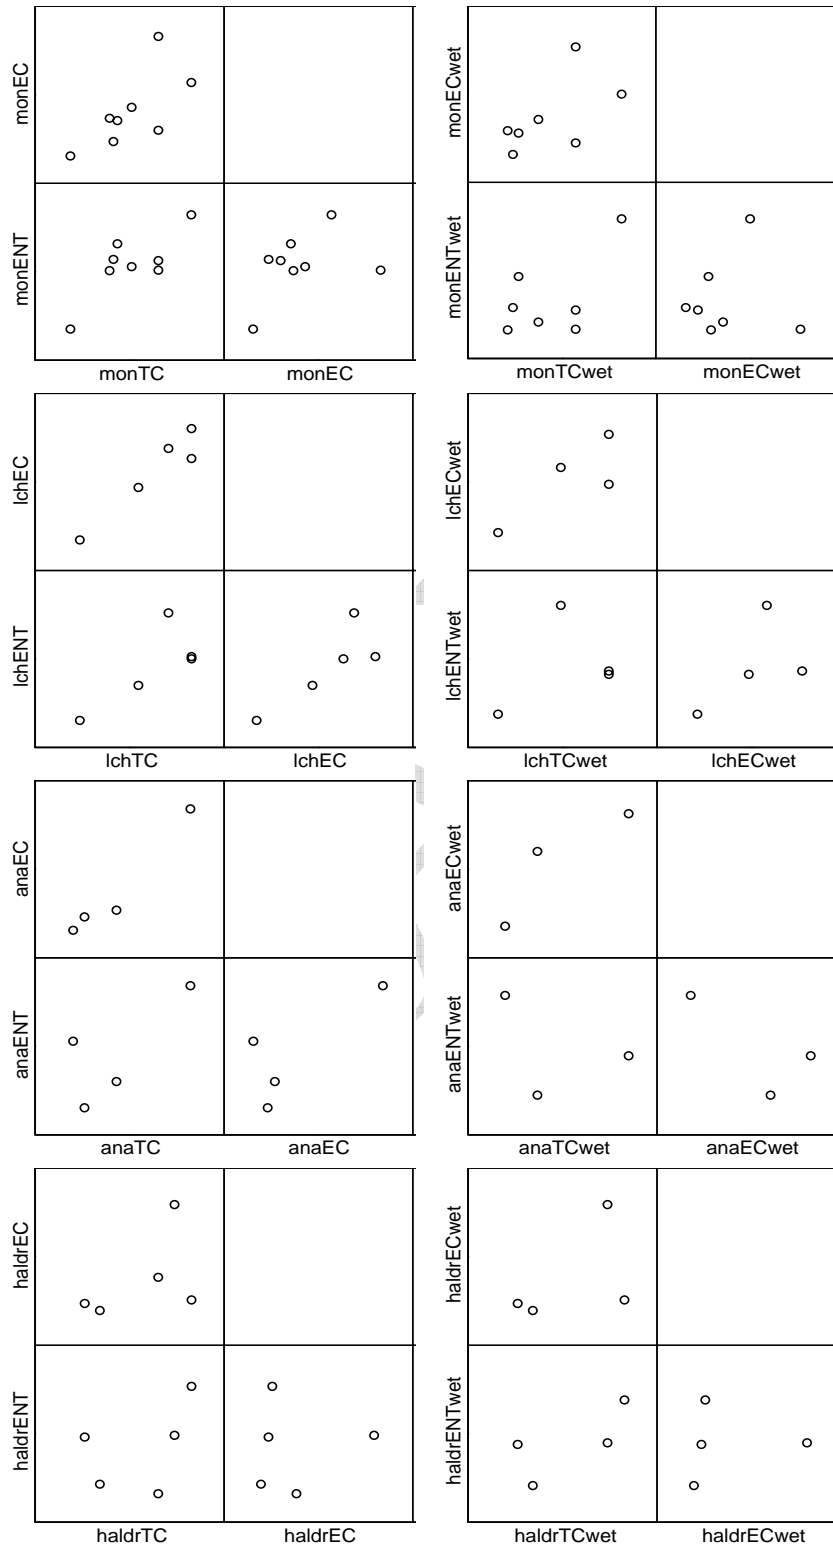 monEC
monENT
monTC monEC
monECwet
monENTwet
monTCwet monECwet
lchEC
lchENT
lchTC lchEC
lchECwet
lchENTwet
lchTCwet lchECwet
anaEC
anaENT
anaTC anaEC
anaECwet
anaENTwet
anaTCwet anaECwet
haldrEC
haldrENT
haldrTC haldrEC
haldrECwet
haldrENTwet
haldrTCwet haldrECwet